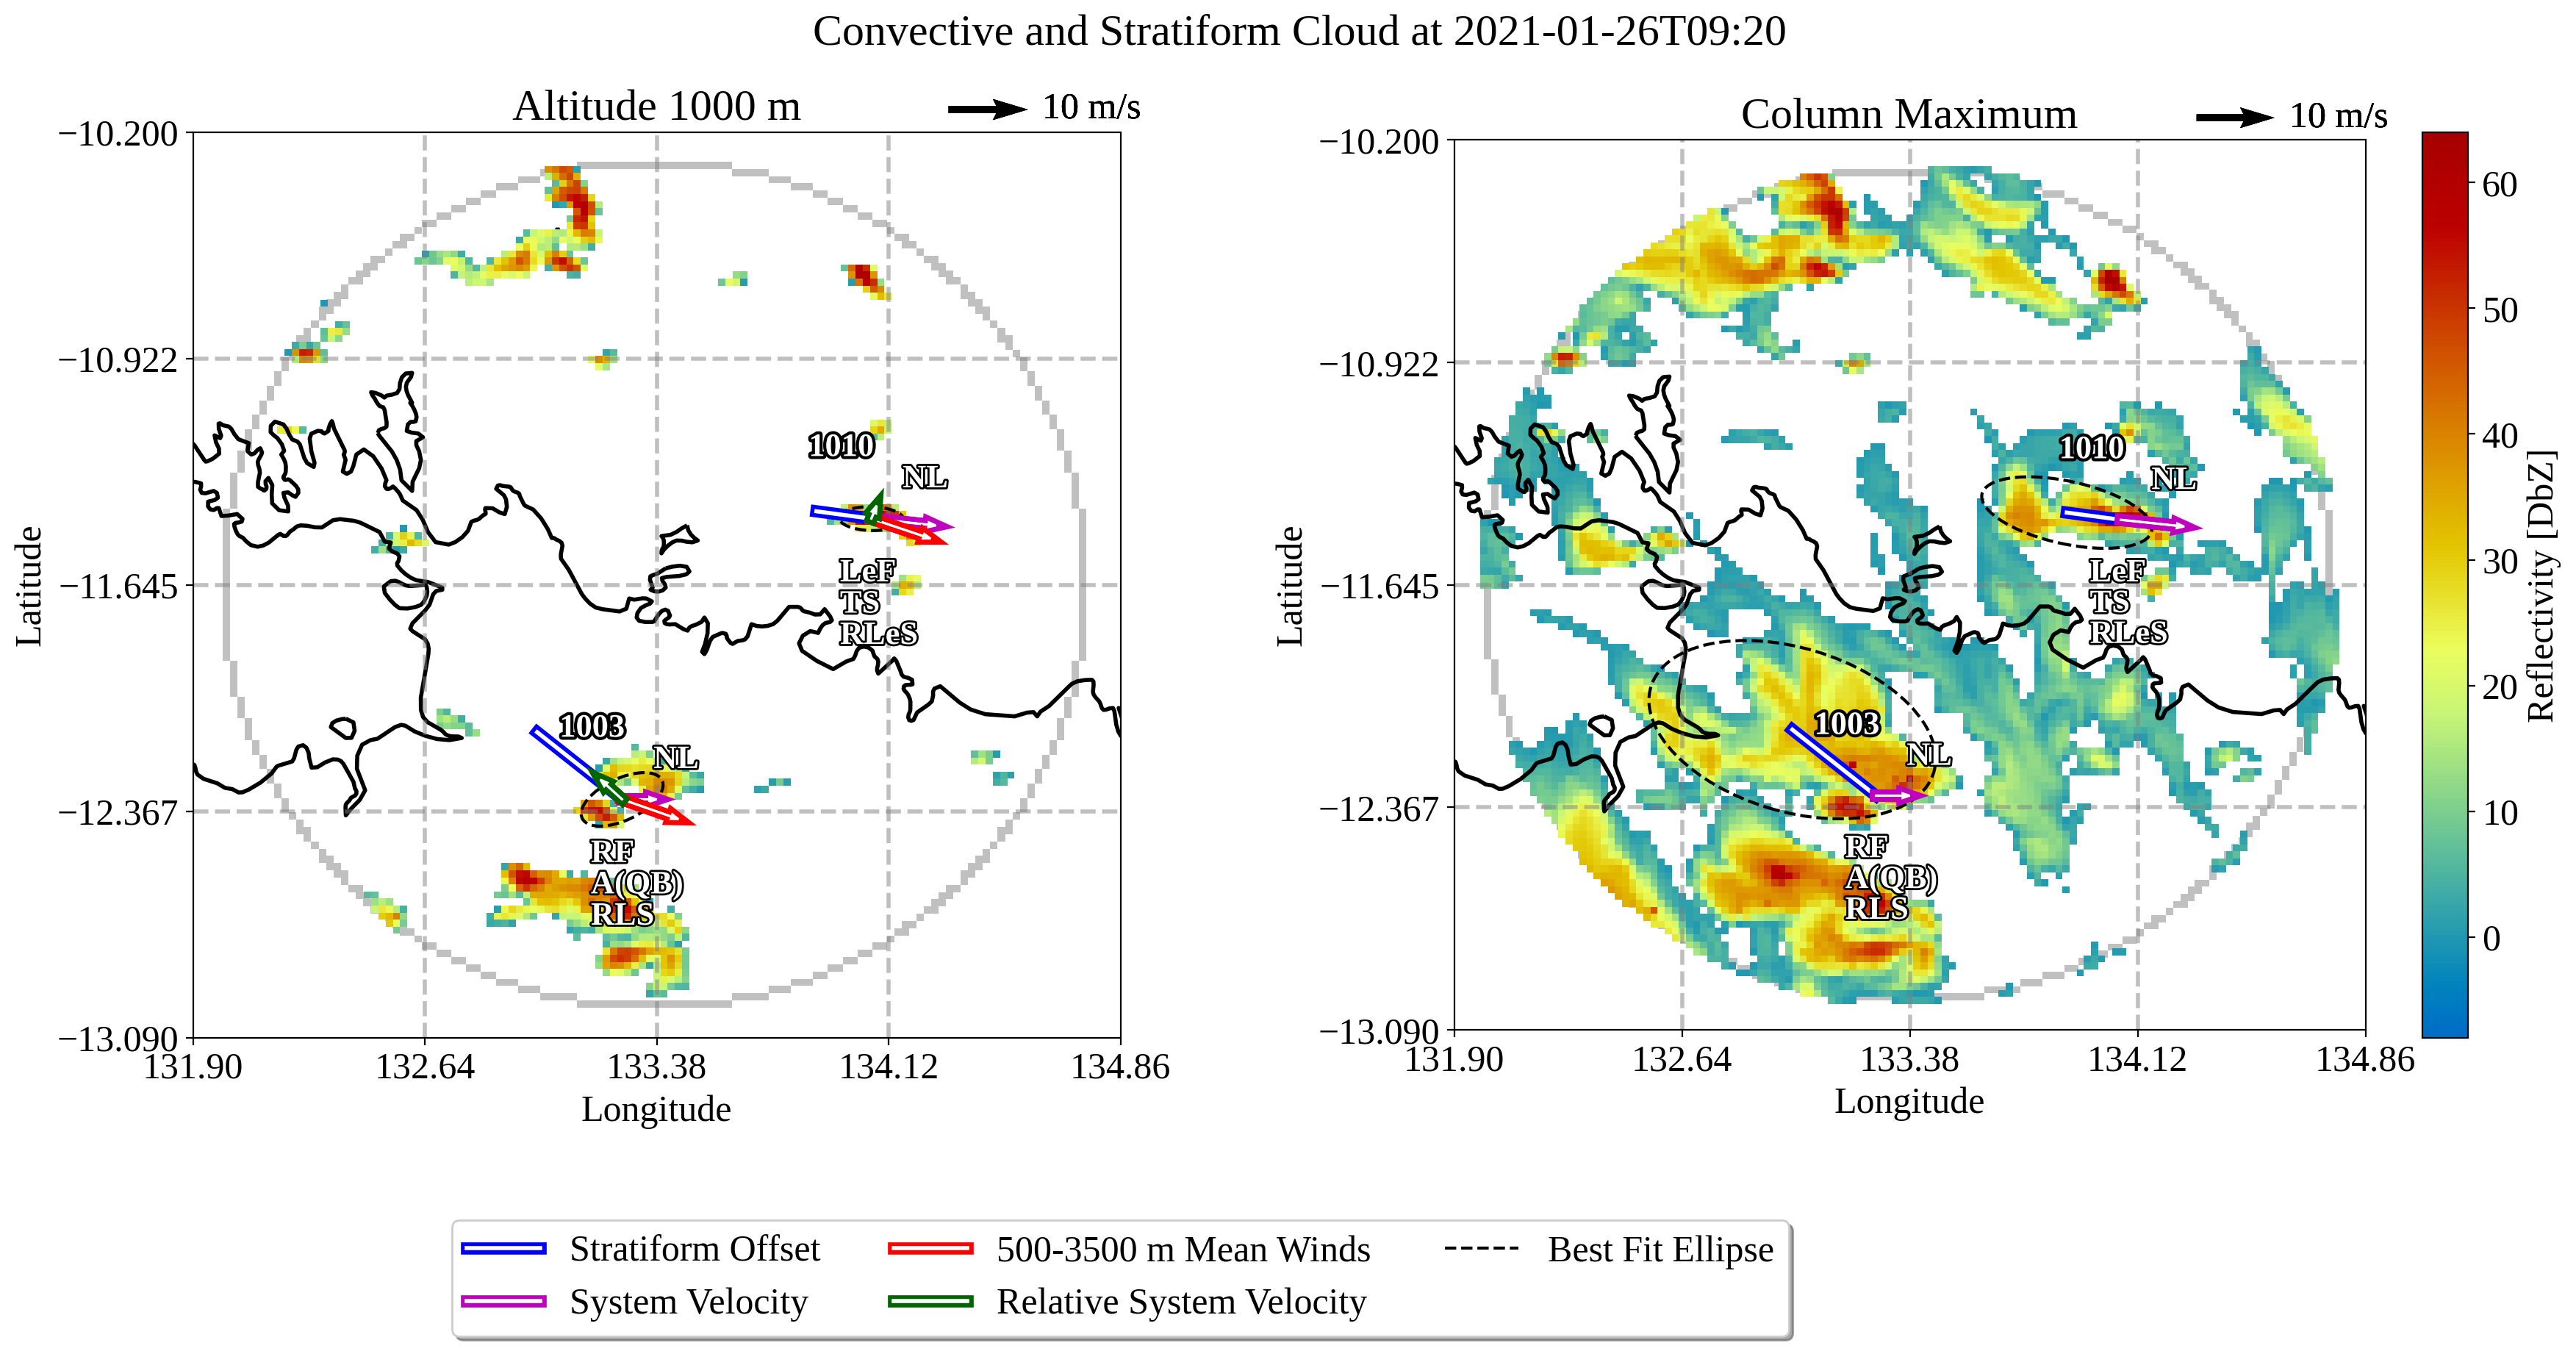 Convective and Stratiform Cloud at 2021-01-26T09:20
Altitude 1000 m
10 m/s
−10.200
−10.922
−11.645
−12.367
−13.090
131.90
132.64
133.38
134.12
134.86
Latitude
Longitude
1010
NL
LeF
TS
RLeS
1003
NL
RF
A(QB)
RLS
Column Maximum
10 m/s
−10.200
−10.922
−11.645
−12.367
−13.090
131.90
132.64
133.38
134.12
134.86
Latitude
Longitude
1010
NL
LeF
TS
RLeS
1003
NL
RF
A(QB)
RLS
60
50
40
30
20
10
0
Reflectivity [DbZ]
Stratiform Offset
System Velocity
500-3500 m Mean Winds
Relative System Velocity
Best Fit Ellipse